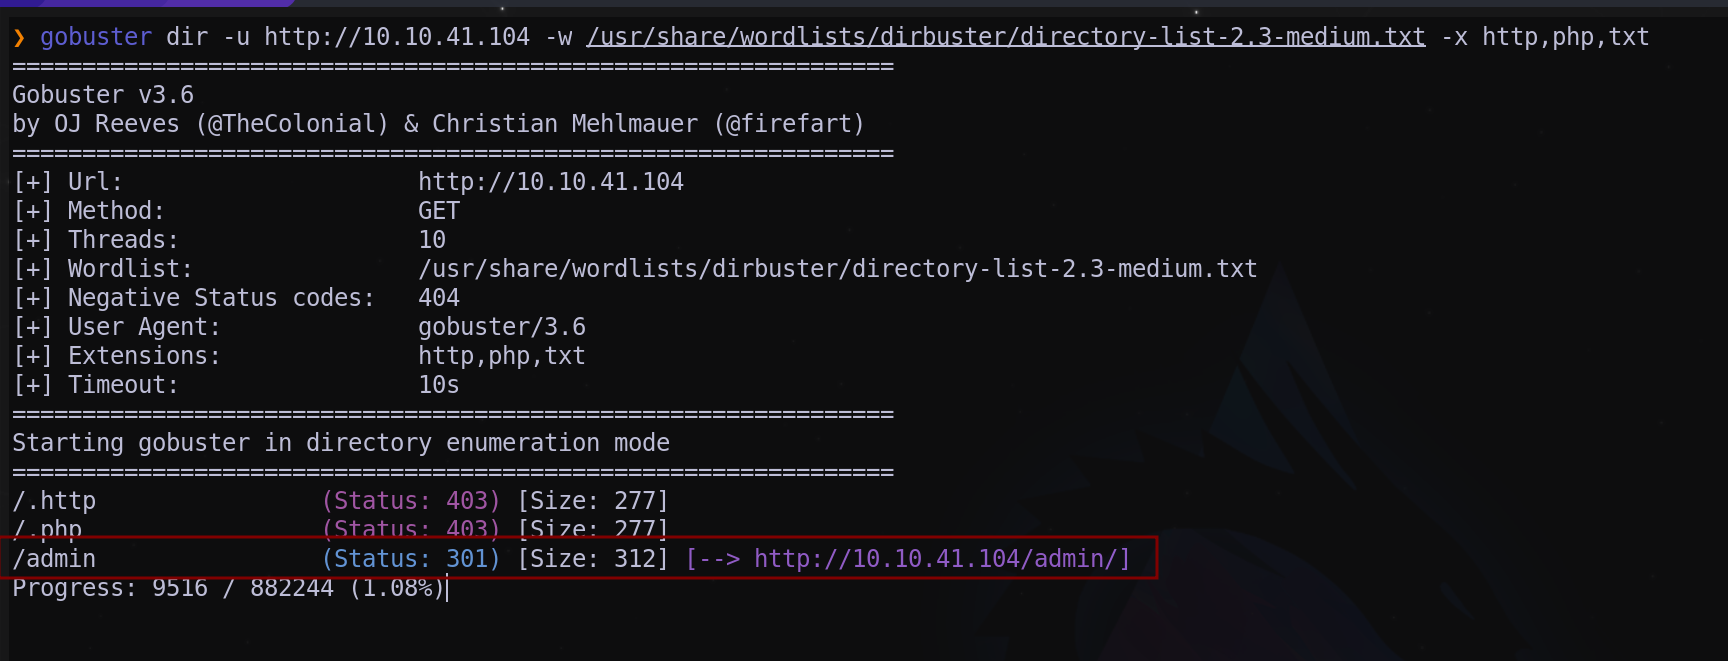 ❯ gobuster dir -u http://10.10.41.104 -w /usr/share/wordlists/dirbuster/directory-list-2.3-medium.txt -x http,php,txt
===============================================================
Gobuster v3.6
by OJ Reeves (@TheColonial) & Christian Mehlmauer (@firefart)
===============================================================
[+] Url:                     http://10.10.41.104
[+] Method:                  GET
[+] Threads:                 10
[+] Wordlist:                /usr/share/wordlists/dirbuster/directory-list-2.3-medium.txt
[+] Negative Status codes:   404
[+] User Agent:              gobuster/3.6
[+] Extensions:              http,php,txt
[+] Timeout:                 10s
===============================================================
Starting gobuster in directory enumeration mode
===============================================================
/.http                (Status: 403) [Size: 277]
/.php                 (Status: 403) [Size: 277]
/admin                (Status: 301) [Size: 312] [--> http://10.10.41.104/admin/]
Progress: 9516 / 882244 (1.08%)